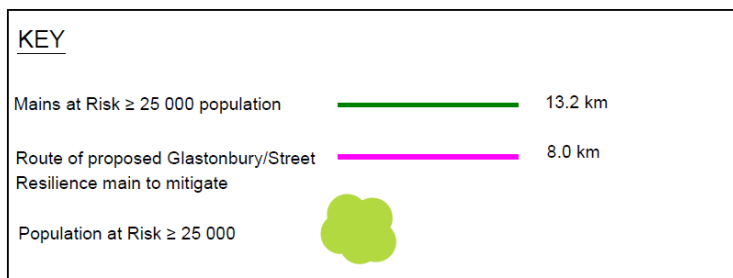 KEY
Mains at Risk ≥ 25 000 population 13.2 km
Route of proposed Glastonbury/Street 8.0 km
Resilience main to mitigate
Population at Risk ≥ 25 000